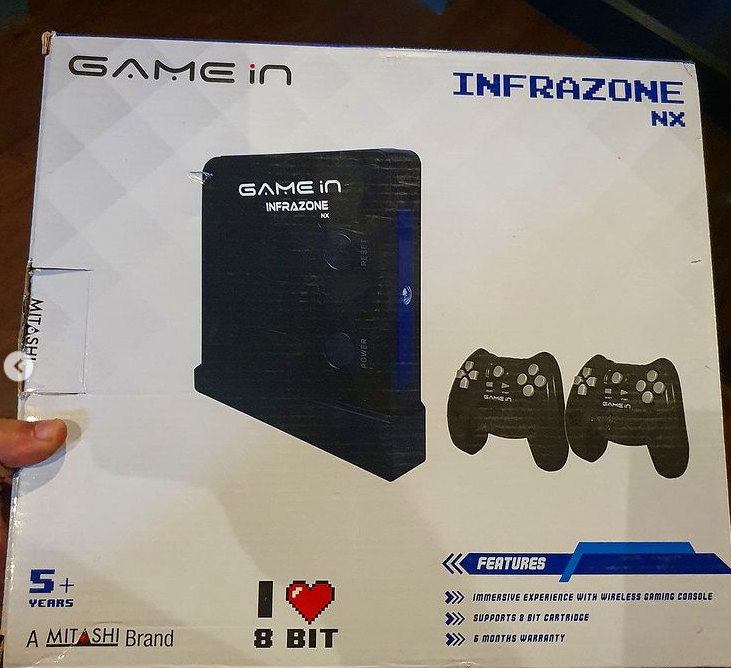 GAME in
INFRAZONE
NX
GAME in
INFRAZONE
NX
RESET
POWER
MITASHI
GAME in
GAME in
5+
YEARS
A MITASHI Brand
I ❤
8 BIT
FEATURES
IMMERSIVE EXPERIENCE WITH WIRELESS GAMING CONSOLE
SUPPORTS 8 BIT CARTRIDGE
6 MONTHS WARRANTY